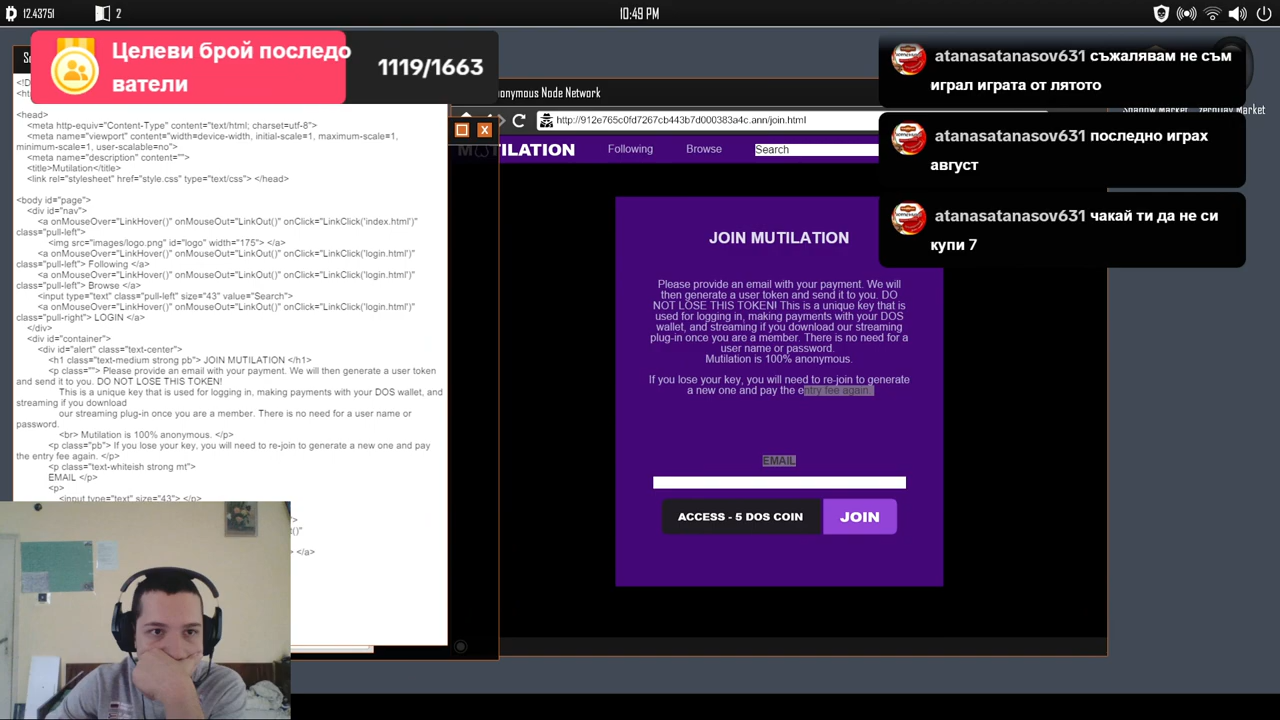 12.43751
2
10:49 PM
Целеви брой последо
ватели
1119/1663
atanasatanasov631 съжалявам не съм
играл играта от лятото
atanasatanasov631 последно играх
август
atanasatanasov631 чакай ти да не си
купи 7
onymous Node Network
http://912e765c0fd7267cb443b7d000383a4c.ann/join.html
MUTILATION
Following
Browse
Search
JOIN MUTILATION
Please provide an email with your payment. We will
then generate a user token and send it to you. DO
NOT LOSE THIS TOKEN! This is a unique key that is
used for logging in, making payments with your DOS
wallet, and streaming if you download our streaming
plug-in once you are a member. There is no need for a
user name or password.
Mutilation is 100% anonymous.
If you lose your key, you will need to re-join to generate
a new one and pay the entry fee again.
EMAIL
ACCESS - 5 DOS COIN
JOIN
<head>
<meta http-equiv="Content-Type" content="text/html; charset=utf-8">
<meta name="viewport" content="width=device-width, initial-scale=1, maximum-scale=1,
minimum-scale=1, user-scalable=no">
<meta name="description" content="">
<title>Mutilation</title>
<link rel="stylesheet" href="style.css" type="text/css"> </head>
<body id="page">
<div id="nav">
<a onMouseOver="LinkHover()" onMouseOut="LinkOut()" onClick="LinkClick('index.html')"
class="pull-left">
<img src="images/logo.png" id="logo" width="175"> </a>
<a onMouseOver="LinkHover()" onMouseOut="LinkOut()" onClick="LinkClick('login.html')"
class="pull-left"> Following </a>
<a onMouseOver="LinkHover()" onMouseOut="LinkOut()" onClick="LinkClick('login.html')"
class="pull-left"> Browse </a>
<input type="text" class="pull-left" size="43" value="Search">
<a onMouseOver="LinkHover()" onMouseOut="LinkOut()" onClick="LinkClick('login.html')"
class="pull-right"> LOGIN </a>
</div>
<div id="container">
<div id="alert" class="text-center">
<h1 class="text-medium strong pb"> JOIN MUTILATION </h1>
<p class=""> Please provide an email with your payment. We will then generate a user token
and send it to you. DO NOT LOSE THIS TOKEN!
This is a unique key that is used for logging in, making payments with your DOS wallet, and
streaming if you download
our streaming plug-in once you are a member. There is no need for a user name or
password.
<br> Mutilation is 100% anonymous. </p>
<p class="pb"> If you lose your key, you will need to re-join to generate a new one and pay
the entry fee again. </p>
<p class="text-whiteish strong mt">
EMAIL </p>
<p>
<input type="text" size="43"> </p>
</a>